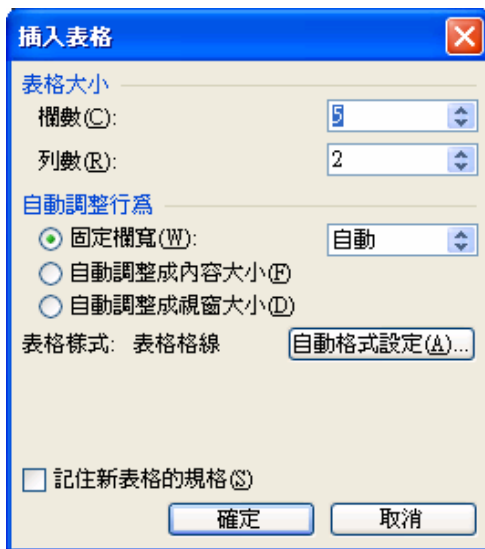 插入表格
表格大小
欄數(C): 5
列數(R): 2
自動調整行為
固定欄寬(W): 自動
自動調整成內容大小(F)
自動調整成視窗大小(D)
表格樣式: 表格格線 自動格式設定(A)...
記住新表格的規格(S)
確定 取消